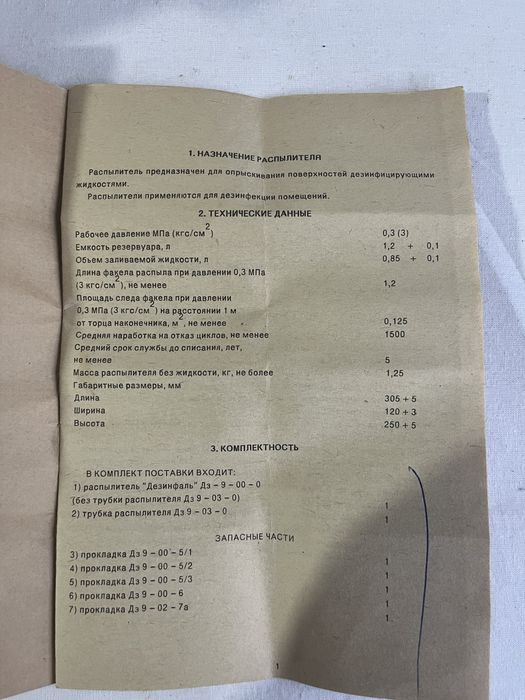 1. НАЗНАЧЕНИЕ РАСПЫЛИТЕЛЯ
Распылитель предназначен для опрыскивания поверхностей дезинфицирующими
жидкостями.
Распылители применяются для дезинфекции помещений.
2. ТЕХНИЧЕСКИЕ ДАННЫЕ
Рабочее давление МПа (кгс/см²) 0,3 (3)
Емкость резервуара, л 1,2 + 0,1
Объем заливаемой жидкости, л 0,85 + 0,1
Длина факела распыла при давлении 0,3 МПа
(3 кгс/см²), не менее 1,2
Площадь следа факела при давлении
0,3 МПа (3 кгс/см²) на расстоянии 1 м
от торца наконечника, м², не менее 0,125
Средняя наработка на отказ циклов, не менее 1500
Средний срок службы до списания, лет,
не менее 5
Масса распылителя без жидкости, кг, не более 1,25
Габаритные размеры, мм
Длина 305 + 5
Ширина 120 + 3
Высота 250 + 5
3. КОМПЛЕКТНОСТЬ
В КОМПЛЕКТ ПОСТАВКИ ВХОДИТ:
1) распылитель "Дезинфаль" Дз – 9 – 00 – 0
(без трубки распылителя Дз 9 – 03 – 0) 1
2) трубка распылителя Дз 9 – 03 – 0 1
ЗАПАСНЫЕ ЧАСТИ
3) прокладка Дз 9 – 00 – 5/1 1
4) прокладка Дз 9 – 00 – 5/2 1
5) прокладка Дз 9 – 00 – 5/3 1
6) прокладка Дз 9 – 00 – 6 1
7) прокладка Дз 9 – 02 – 7а 1
1